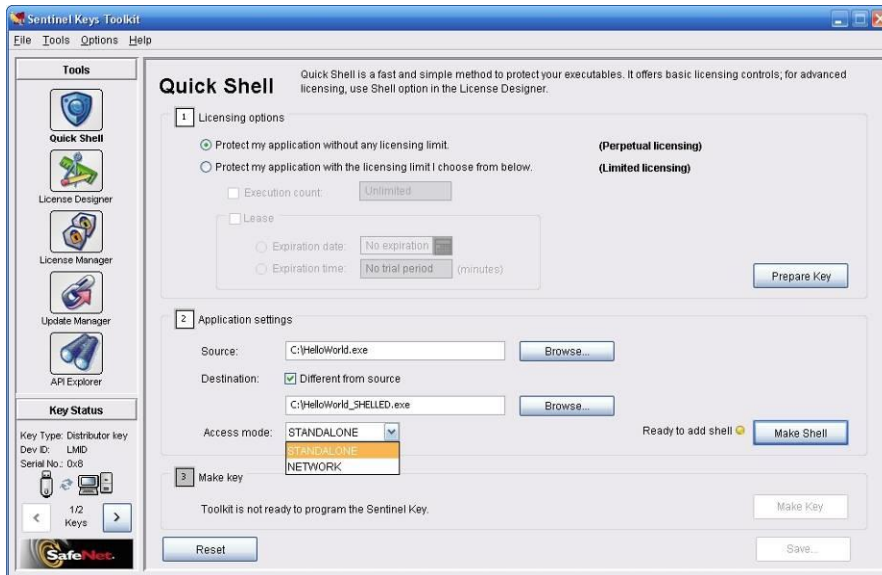 Sentinel Keys Toolkit
File Tools Options Help
Tools
Quick Shell
License Designer
License Manager
Update Manager
API Explorer
Key Status
Key Type: Distributor key
Dev ID: LMID
Serial No.: 0x8
1/2
Keys
SafeNet.
Quick Shell
Quick Shell is a fast and simple method to protect your executables. It offers basic licensing controls; for advanced
licensing, use Shell option in the License Designer.
1 Licensing options
Protect my application without any licensing limit. (Perpetual licensing)
Protect my application with the licensing limit I choose from below. (Limited licensing)
Execution count: Unlimited
Lease
Expiration date: No expiration
Expiration time: No trial period (minutes)
Prepare Key
2 Application settings
Source: C:\HelloWorld.exe Browse...
Destination: Different from source
C:\HelloWorld_SHELLED.exe Browse...
Access mode: STANDALONE Ready to add shell Make Shell
STANDALONE
NETWORK
3 Make key
Toolkit is not ready to program the Sentinel Key. Make Key
Reset Save...